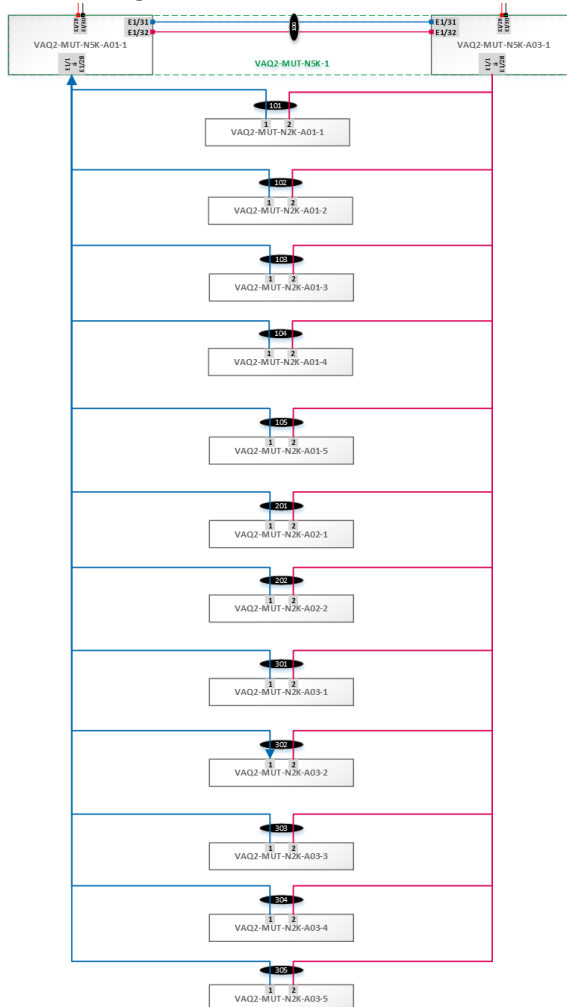 E1/29
E1/30
E1/31
E1/32
VAQ2-MUT-N5K-A01-1
E1/1
a
E1/28
100
VAQ2-MUT-N5K-1
E1/29
E1/30
E1/31
E1/32
VAQ2-MUT-N5K-A03-1
E1/1
a
E1/28
101
1 2
VAQ2-MUT-N2K-A01-1
102
1 2
VAQ2-MUT-N2K-A01-2
103
1 2
VAQ2-MUT-N2K-A01-3
104
1 2
VAQ2-MUT-N2K-A01-4
105
1 2
VAQ2-MUT-N2K-A01-5
201
1 2
VAQ2-MUT-N2K-A02-1
202
1 2
VAQ2-MUT-N2K-A02-2
301
1 2
VAQ2-MUT-N2K-A03-1
302
1 2
VAQ2-MUT-N2K-A03-2
303
1 2
VAQ2-MUT-N2K-A03-3
304
1 2
VAQ2-MUT-N2K-A03-4
305
1 2
VAQ2-MUT-N2K-A03-5